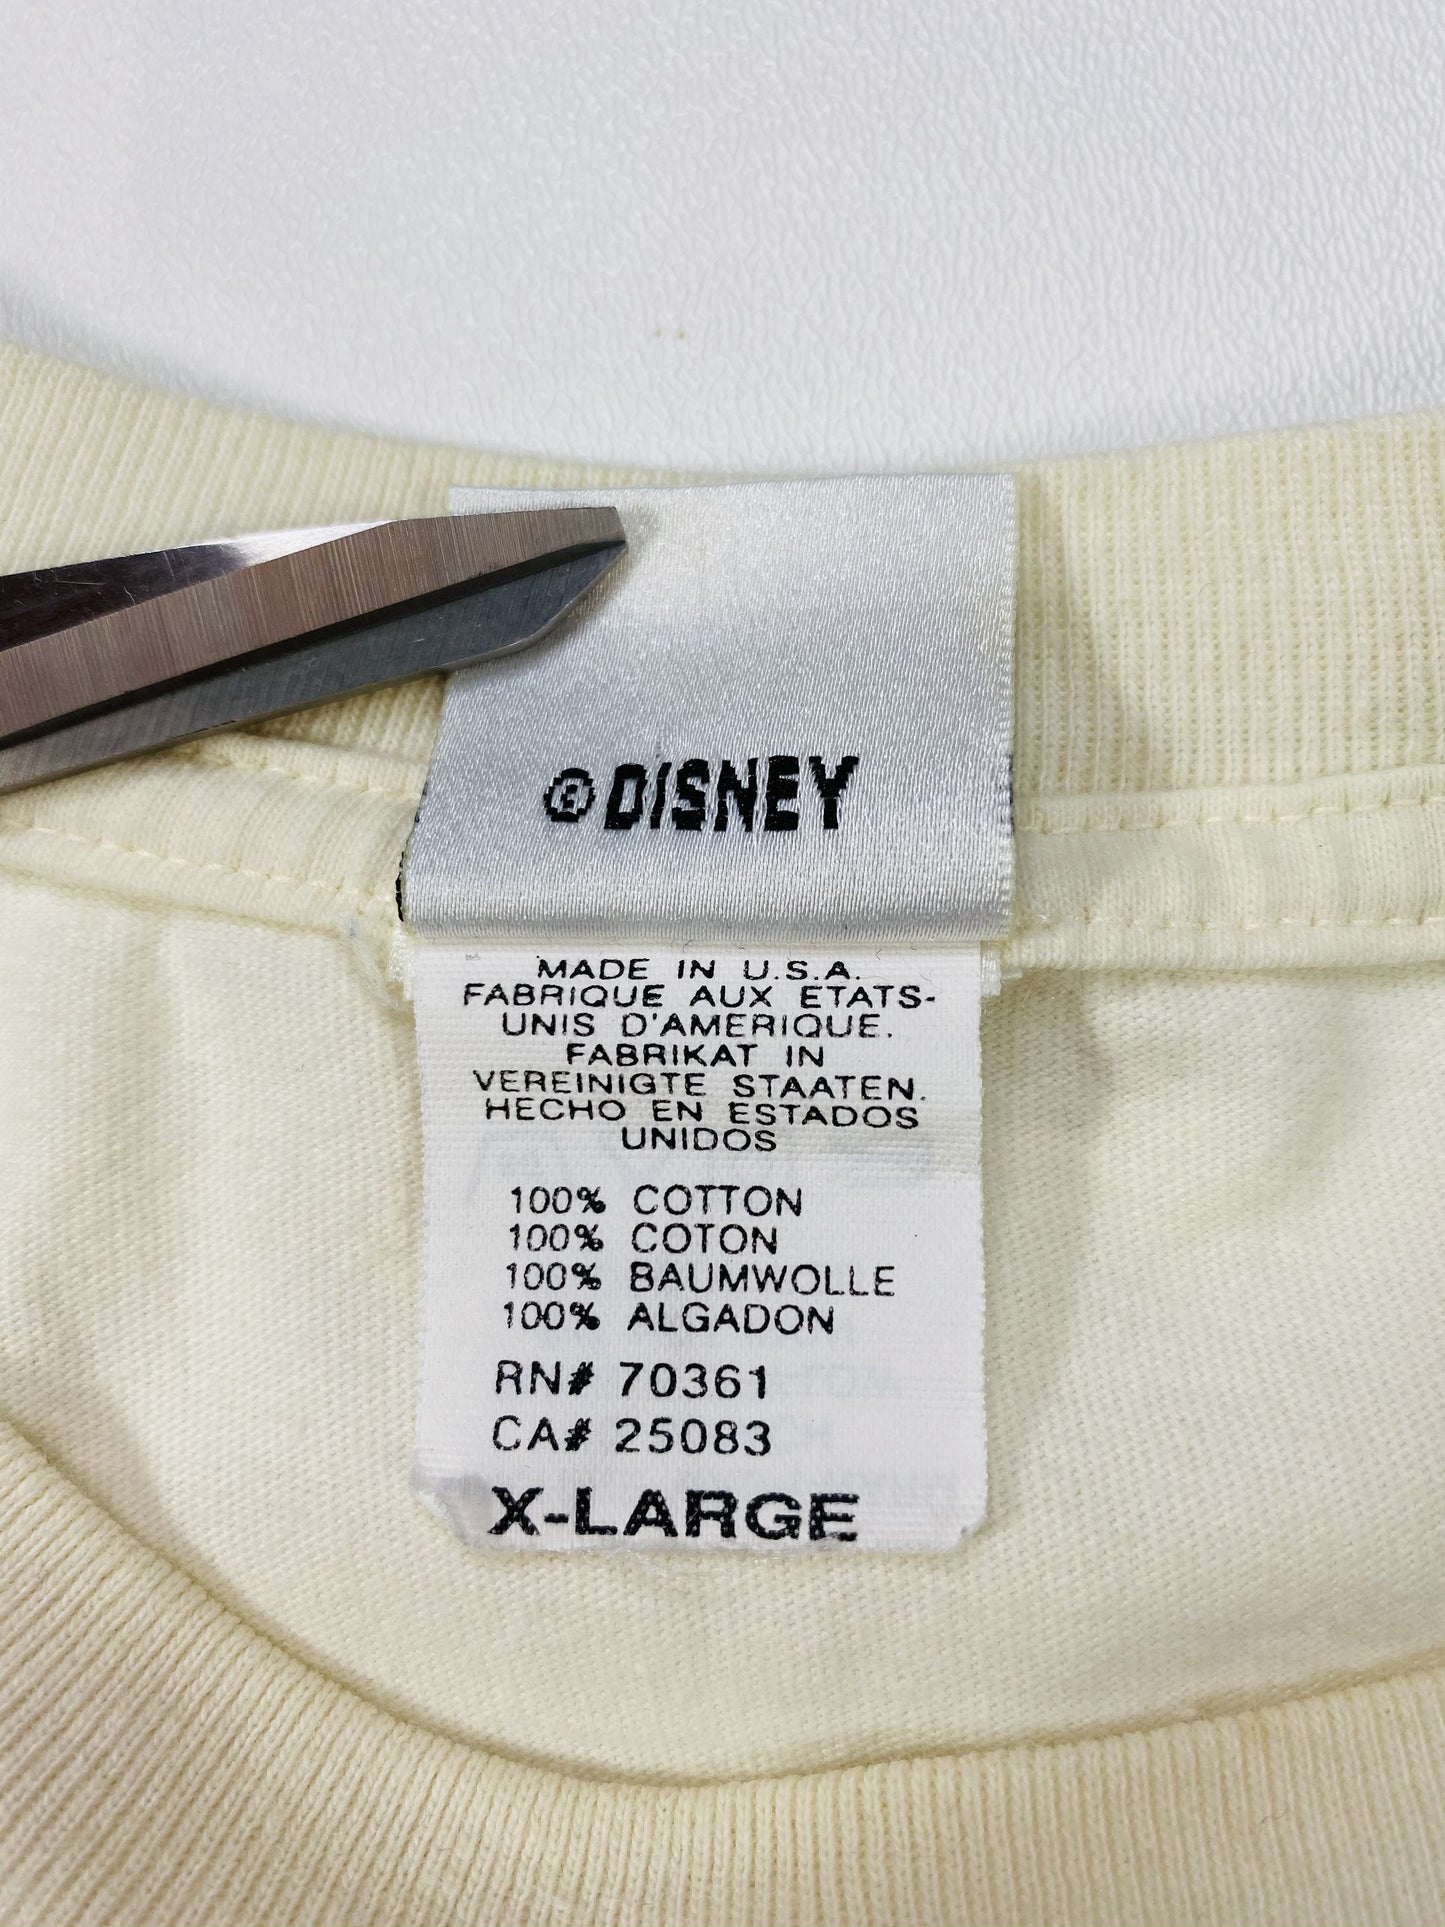 © DISNEY
MADE IN U.S.A.
FABRIQUE AUX ETATS-
UNIS D'AMERIQUE.
FABRIKAT IN
VEREINIGTE STAATEN.
HECHO EN ESTADOS
UNIDOS
100% COTTON
100% COTON
100% BAUMWOLLE
100% ALGADON
RN# 70361
CA# 25083
X-LARGE